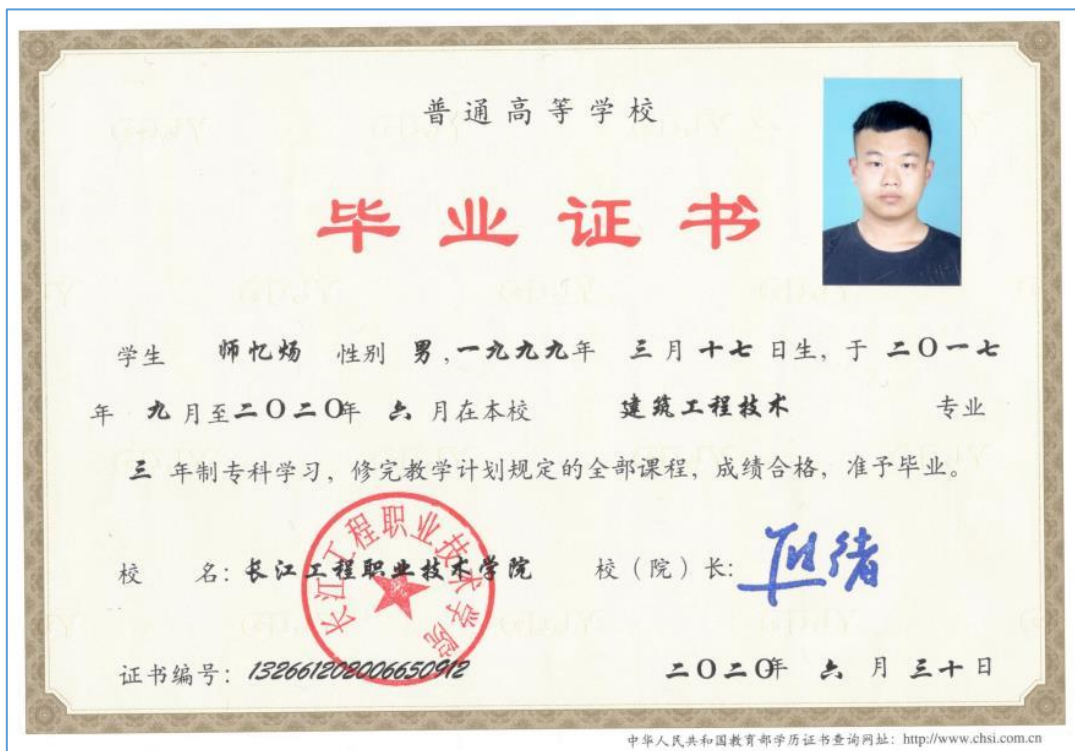 普通高等学校
毕业证书
学生 师忆炀 性别 男,一九九九年 三月十七日生,于二〇一七
年 九月至二〇二〇年 六月在本校 建筑工程技术 专业
三年制专科学习,修完教学计划规定的全部课程,成绩合格,准予毕业。
长江工程职业技术学院
校 名:长江工程职业技术学院 校(院)长:
证书编号:132661202006650912 二〇二〇年 六月三十日
中华人民共和国教育部学历证书查询网址:http://www.chsi.com.cn